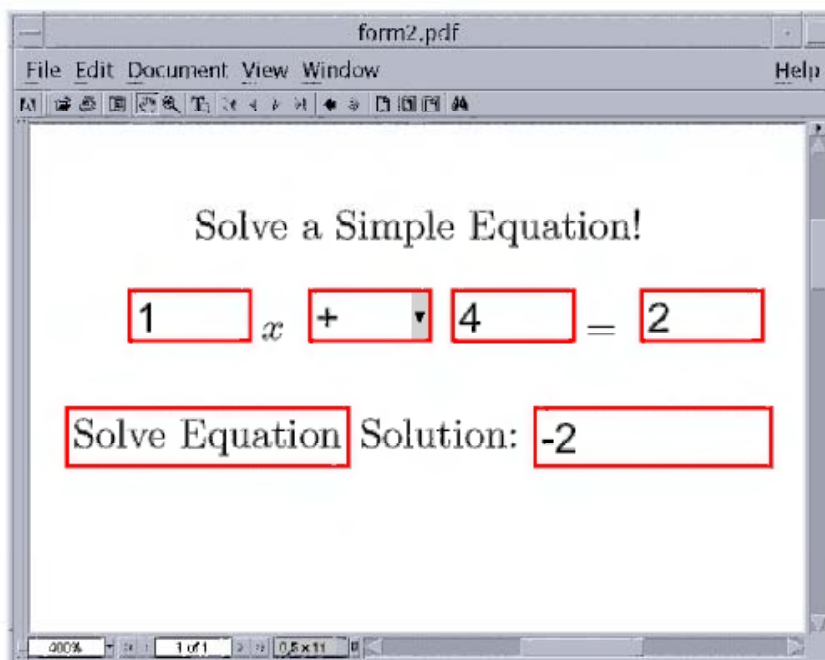 form2.pdf
File Edit Document View Window Help
Solve a Simple Equation!
1 x + 4 = 2
Solve Equation Solution: -2
400% 1 of 1